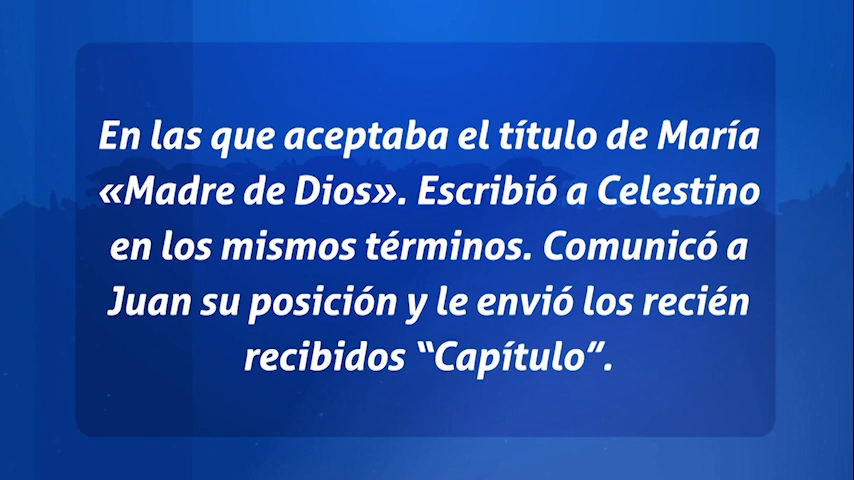 En las que aceptaba el título de María
«Madre de Dios». Escribió a Celestino
en los mismos términos. Comunicó a
Juan su posición y le envió los recién
recibidos “Capítulo”.